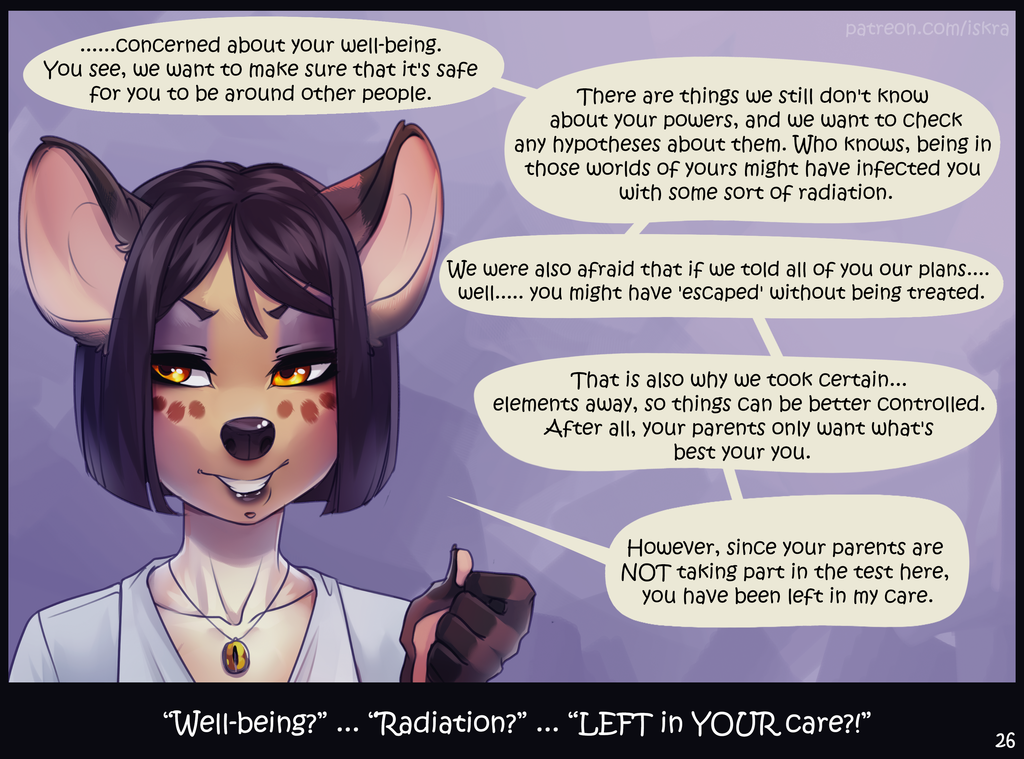 patreon.com/iskra
......concerned about your well-being.
You see, we want to make sure that it's safe
for you to be around other people.
There are things we still don't know
about your powers, and we want to check
any hypotheses about them. Who knows, being in
those worlds of yours might have infected you
with some sort of radiation.
We were also afraid that if we told all of you our plans....
well..... you might have 'escaped' without being treated.
That is also why we took certain...
elements away, so things can be better controlled.
After all, your parents only want what's
best your you.
However, since your parents are
NOT taking part in the test here,
you have been left in my care.
“Well-being?” ... “Radiation?” ... “LEFT in YOUR care?!”
26